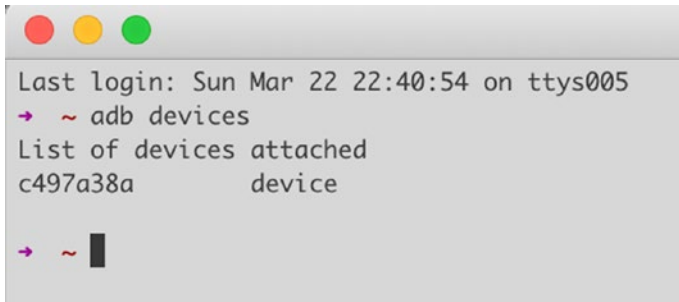 Last login: Sun Mar 22 22:40:54 on ttys005
➜ ~ adb devices
List of devices attached
c497a38a device
➜ ~